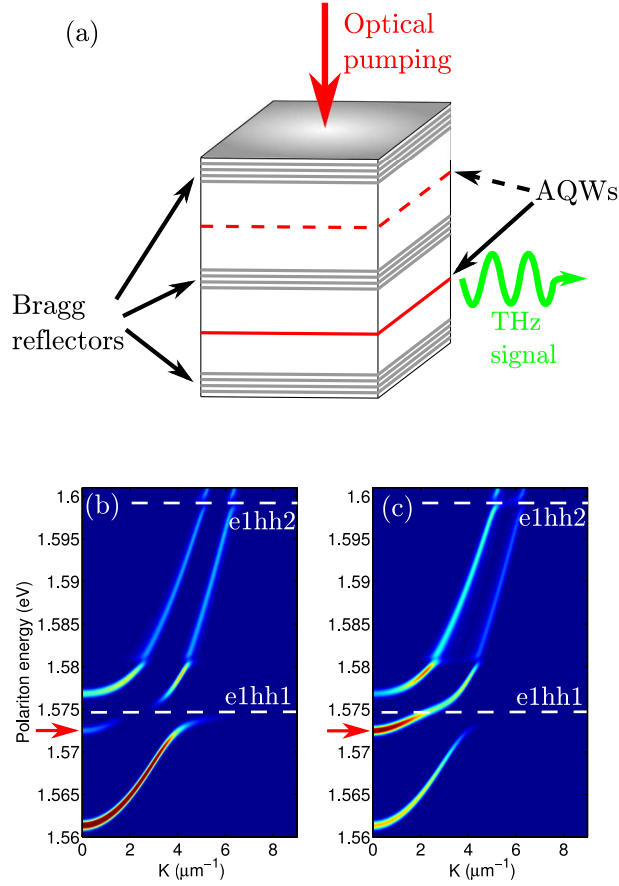 (a)
Optical
pumping
AQWs
Bragg
reflectors
THz
signal
(b)
(c)
e1hh2
e1hh2
e1hh1
e1hh1
Polariton energy (eV)
1.6
1.595
1.59
1.585
1.58
1.575
1.57
1.565
1.56
0 2 4 6 8
K (μm⁻¹)
1.6
1.595
1.59
1.585
1.58
1.575
1.57
1.565
1.56
0 2 4 6 8
K (μm⁻¹)